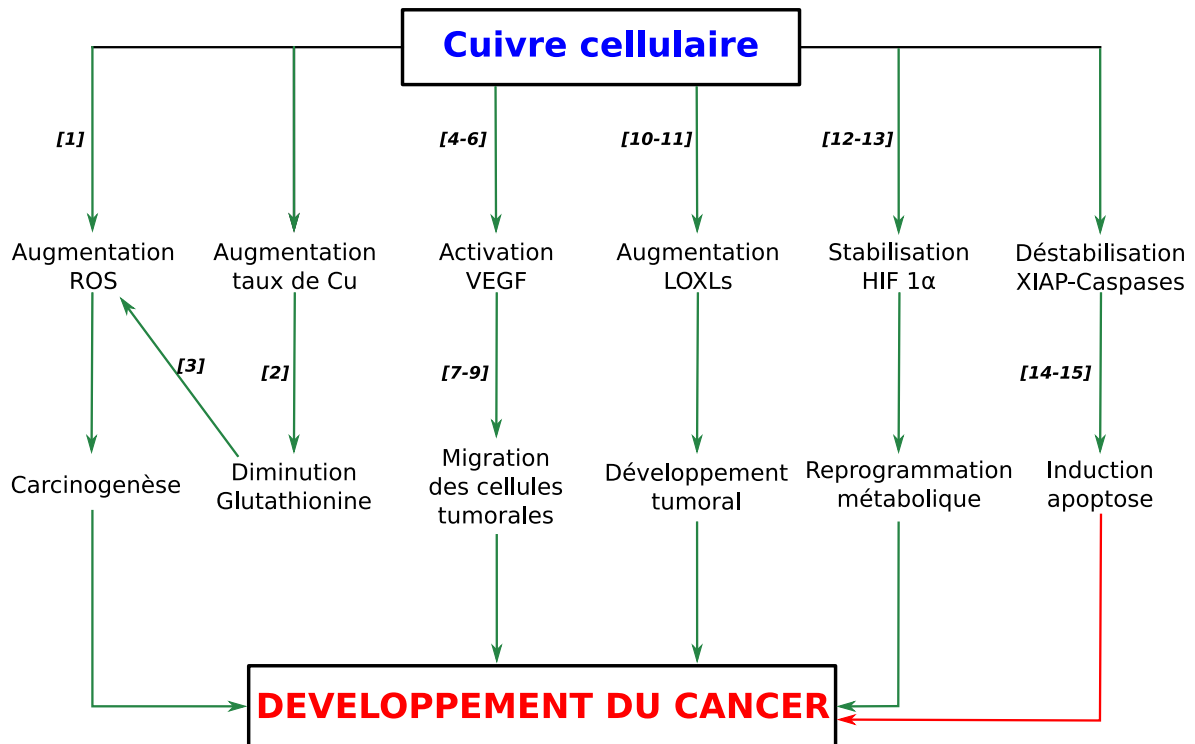 Cuivre cellulaire
[1]
[4-6]
[10-11]
[12-13]
Augmentation
ROS
Augmentation
taux de Cu
Activation
VEGF
Augmentation
LOXLs
Stabilisation
HIF 1α
Déstabilisation
XIAP-Caspases
[3]
[2]
[7-9]
[14-15]
Carcinogenèse
Diminution
Glutathionine
Migration
des cellules
tumorales
Développement
tumoral
Reprogrammation
métabolique
Induction
apoptose
DEVELOPPEMENT DU CANCER